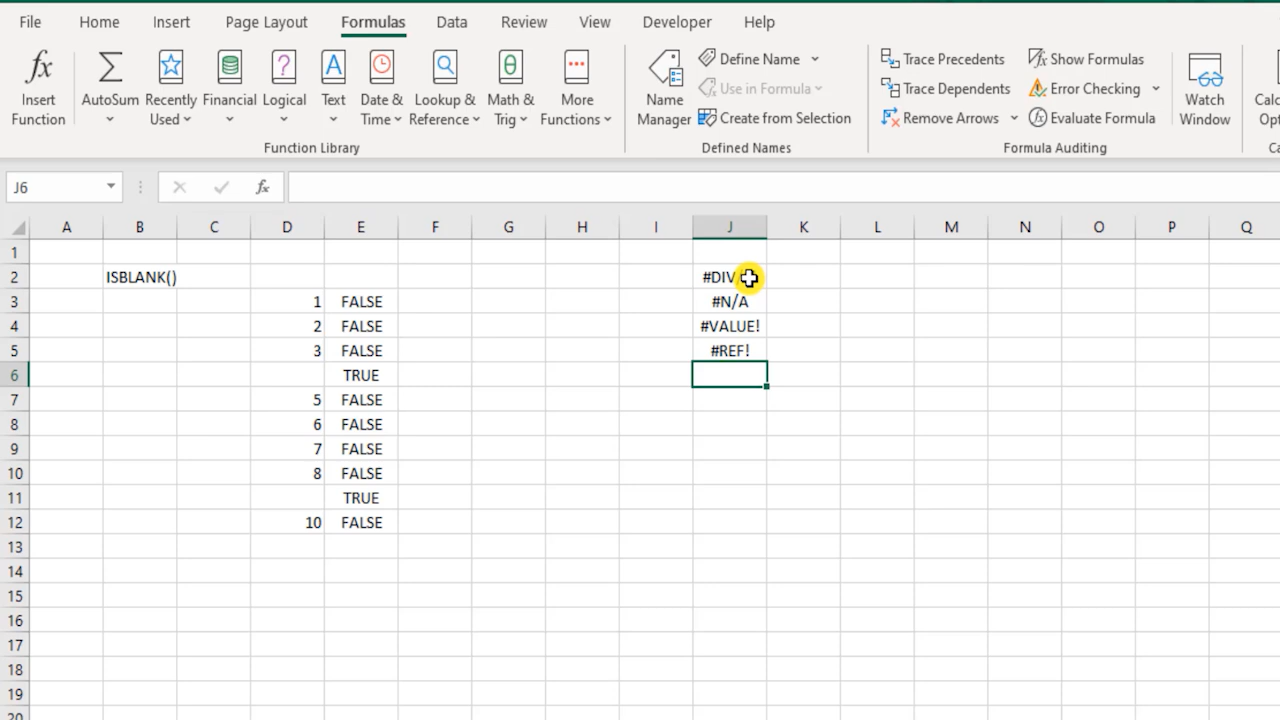 File Home Insert Page Layout Formulas Data Review View Developer Help
fx
Insert Function
AutoSum
Recently Used
Financial
Logical
Text
Date & Time
Lookup & Reference
Math & Trig
More Functions
Function Library
Name Manager
Define Name
Use in Formula
Create from Selection
Defined Names
Trace Precedents
Trace Dependents
Remove Arrows
Show Formulas
Error Checking
Evaluate Formula
Formula Auditing
Watch Window
J6
fx
A B C D E F G H I J K L M N O P Q
1
2 ISBLANK() #DIV
3 1 FALSE #N/A
4 2 FALSE #VALUE!
5 3 FALSE #REF!
6 TRUE
7 5 FALSE
8 6 FALSE
9 7 FALSE
10 8 FALSE
11 TRUE
12 10 FALSE
13
14
15
16
17
18
19
20